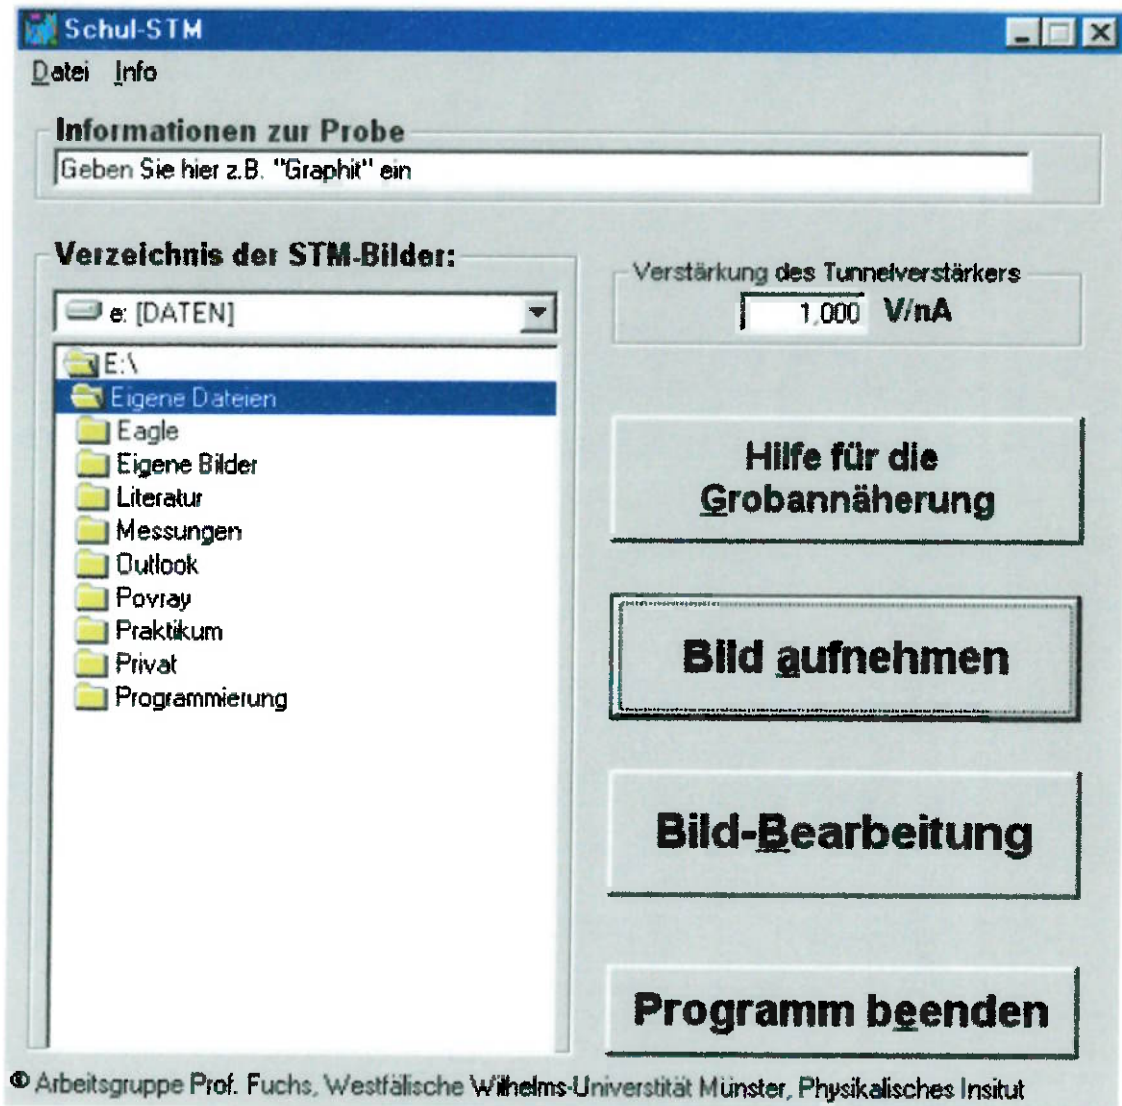 Schul-STM
Datei Info
Informationen zur Probe
Geben Sie hier z.B. "Graphit" ein
Verzeichnis der STM-Bilder:
e: [DATEN]
E:\
Eigene Dateien
Eagle
Eigene Bilder
Literatur
Messungen
Outlook
Povray
Praktikum
Privat
Programmierung
Verstärkung des Tunnelverstärkers
1,000 V/nA
Hilfe für die
Grobannäherung
Bild aufnehmen
Bild-Bearbeitung
Programm beenden
© Arbeitsgruppe Prof. Fuchs, Westfälische Wilhelms-Universtität Münster, Physikalisches Insitut